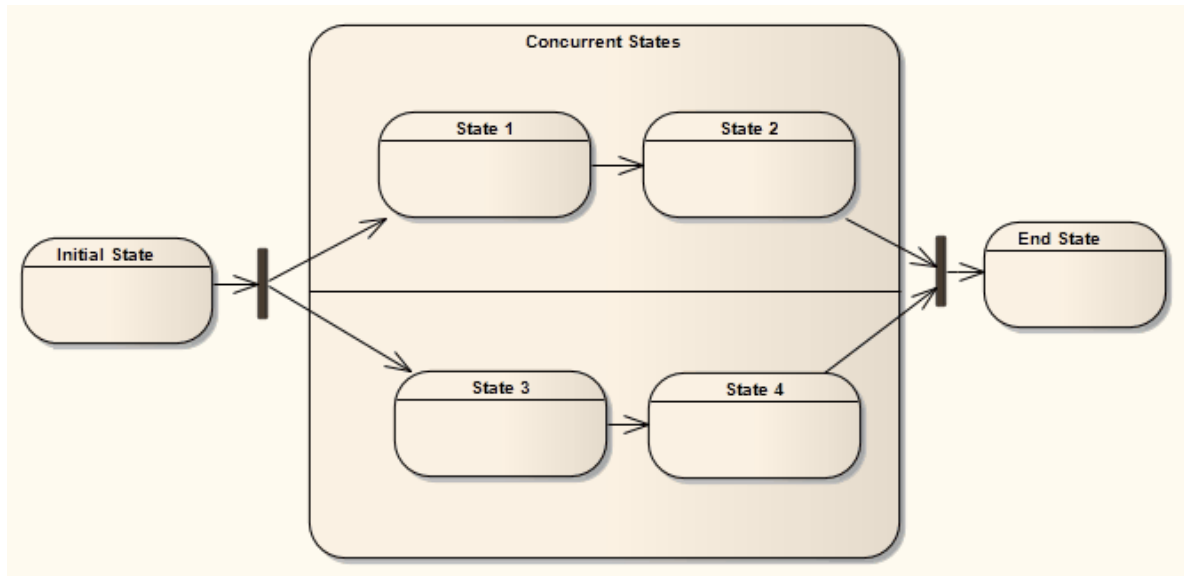 Concurrent States
State 1
State 2
Initial State
End State
State 3
State 4